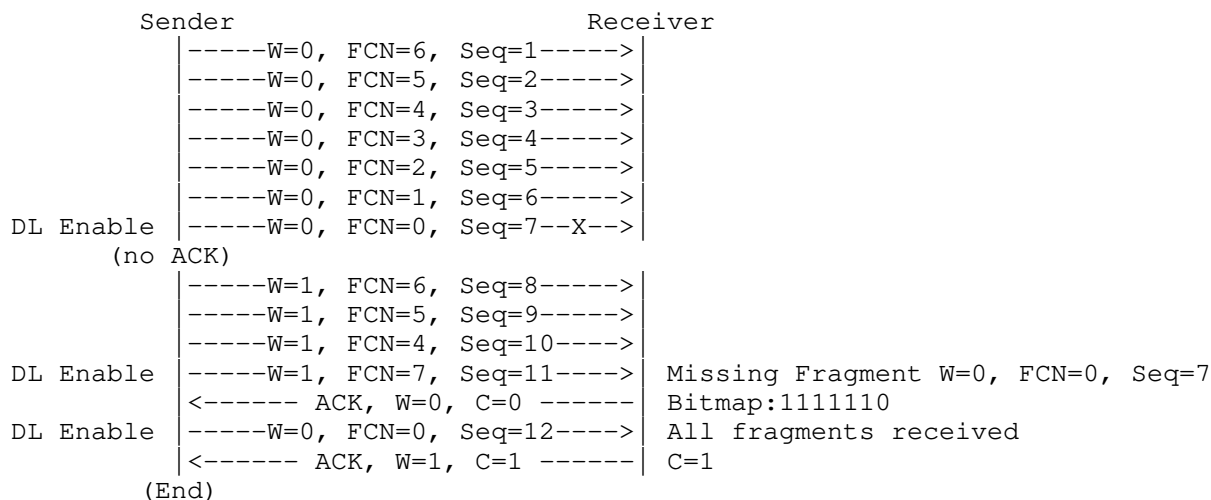 Sender Receiver
|-----W=0, FCN=6, Seq=1----->|
|-----W=0, FCN=5, Seq=2----->|
|-----W=0, FCN=4, Seq=3----->|
|-----W=0, FCN=3, Seq=4----->|
|-----W=0, FCN=2, Seq=5----->|
|-----W=0, FCN=1, Seq=6----->|
DL Enable |-----W=0, FCN=0, Seq=7--X-->|
(no ACK)
|-----W=1, FCN=6, Seq=8----->|
|-----W=1, FCN=5, Seq=9----->|
|-----W=1, FCN=4, Seq=10---->|
DL Enable |-----W=1, FCN=7, Seq=11---->| Missing Fragment W=0, FCN=0, Seq=7
|<------ ACK, W=0, C=0 ------| Bitmap:1111110
DL Enable |-----W=0, FCN=0, Seq=12---->| All fragments received
|<------ ACK, W=1, C=1 ------| C=1
(End)